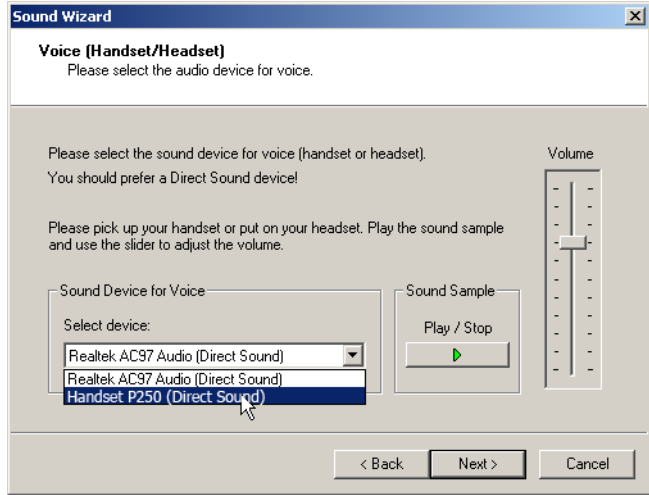 Sound Wizard
Voice (Handset/Headset)
Please select the audio device for voice.
Please select the sound device for voice (handset or headset).
You should prefer a Direct Sound device!
Volume
Please pick up your handset or put on your headset. Play the sound sample
and use the slider to adjust the volume.
Sound Device for Voice
Sound Sample
Select device:
Play / Stop
Realtek AC97 Audio (Direct Sound)
Realtek AC97 Audio (Direct Sound)
Handset P250 (Direct Sound)
< Back
Next >
Cancel